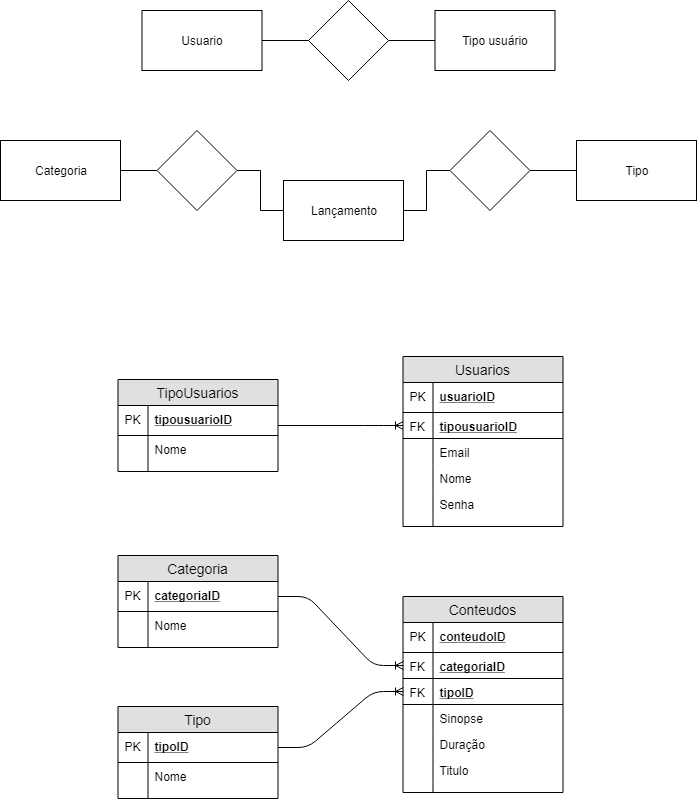 Usuario
Tipo usuário
Categoria
Tipo
Lançamento
TipoUsuarios
PK tipousuarioID
Nome
Usuarios
PK usuarioID
FK tipousuarioID
Email
Nome
Senha
Categoria
PK categoriaID
Nome
Conteudos
PK conteudoID
FK categoriaID
FK tipoID
Sinopse
Duração
Titulo
Tipo
PK tipoID
Nome